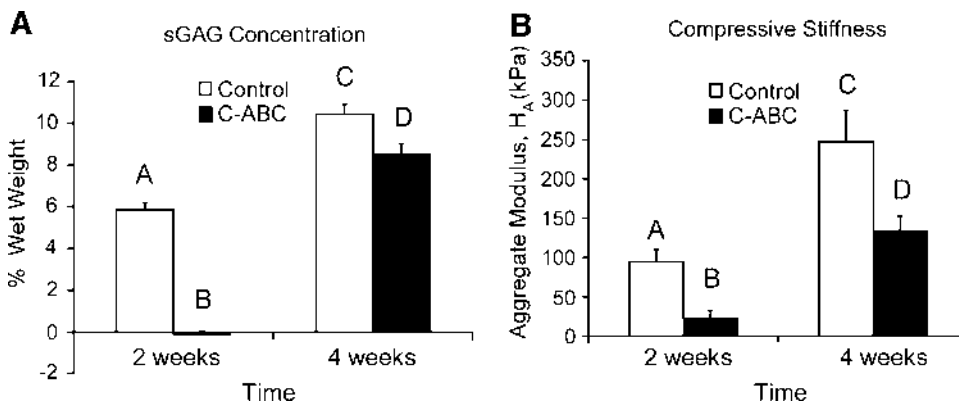 A
sGAG Concentration
% Wet Weight
12
10
8
6
4
2
0
-2
Control
C-ABC
A
B
C
D
2 weeks
4 weeks
Time
B
Compressive Stiffness
Aggregate Modulus, H_A (kPa)
350
300
250
200
150
100
50
0
Control
C-ABC
A
B
C
D
2 weeks
4 weeks
Time